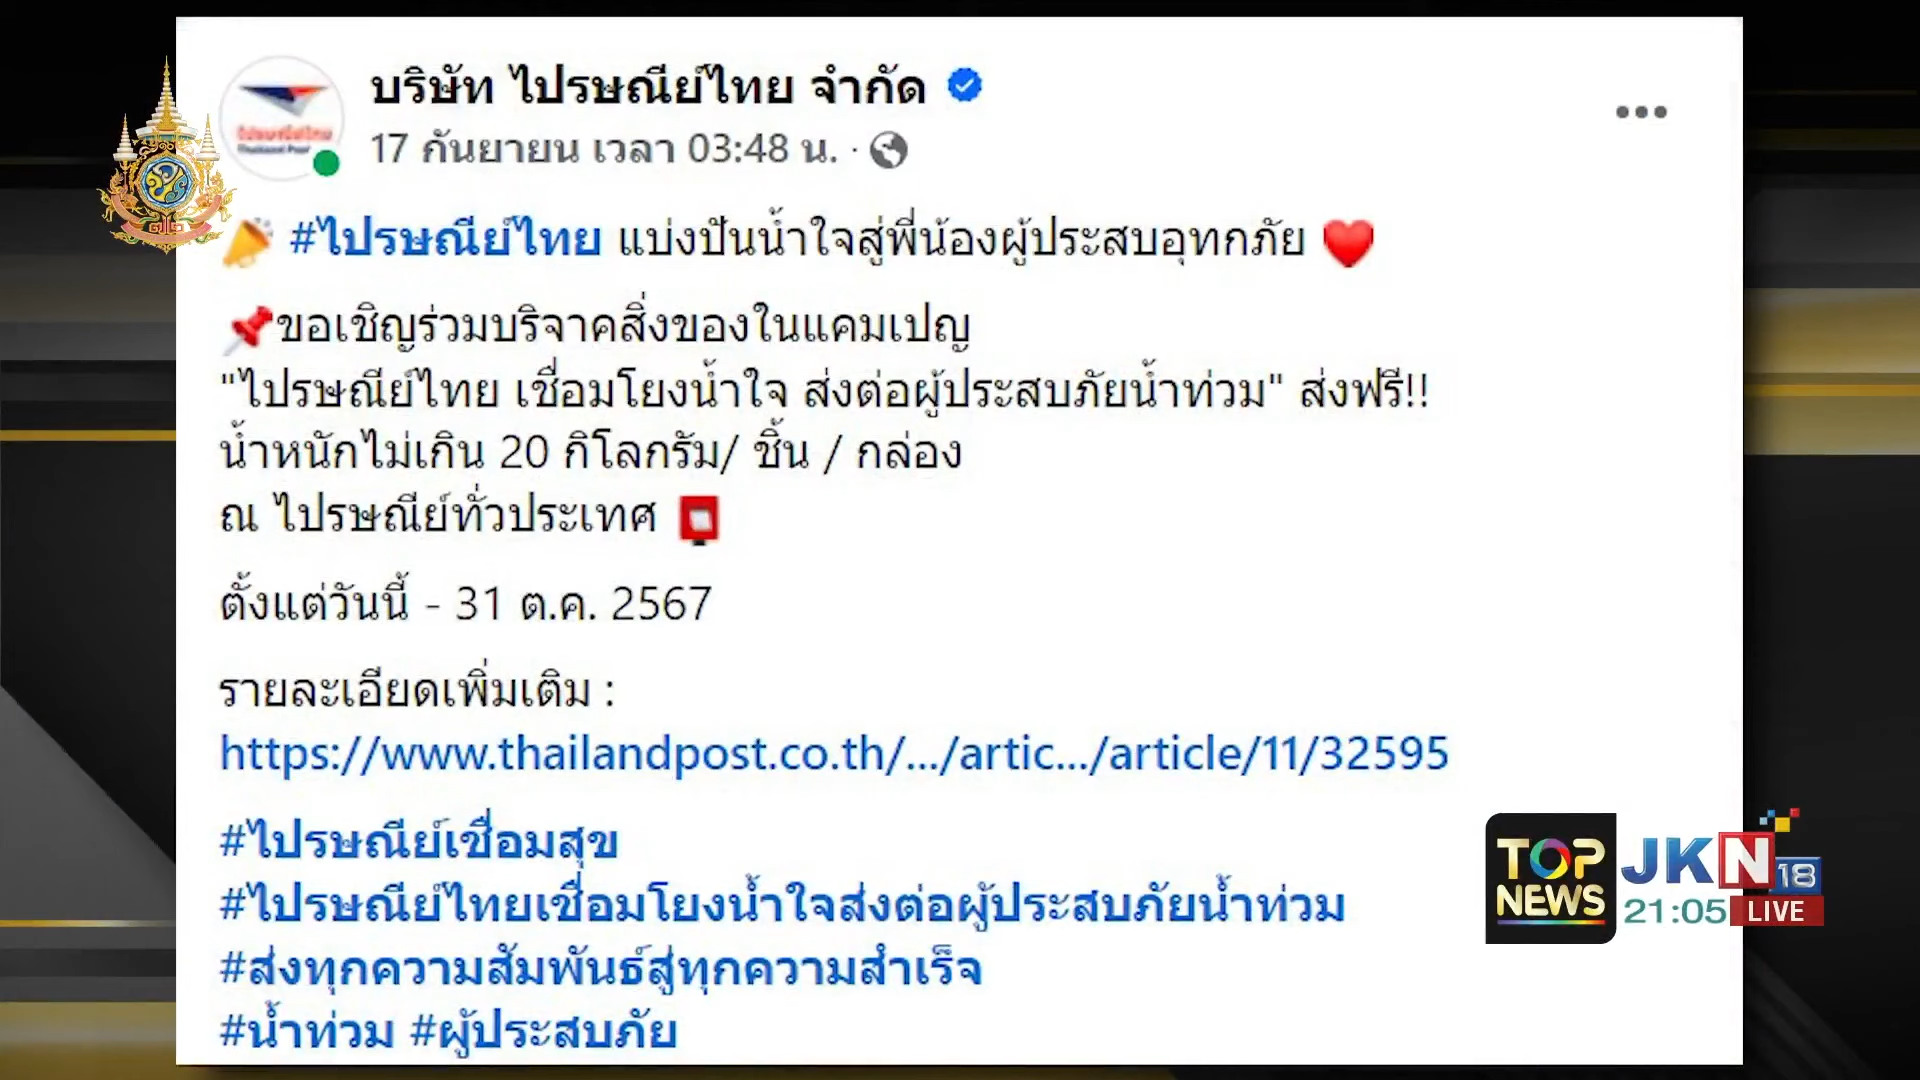 บริษัท ไปรษณีย์ไทย จำกัด
17 กันยายน เวลา 03:48 น. ·
#ไปรษณีย์ไทย แบ่งปันน้ำใจสู่พี่น้องผู้ประสบอุทกภัย
ขอเชิญร่วมบริจาคสิ่งของในแคมเปญ
"ไปรษณีย์ไทย เชื่อมโยงน้ำใจ ส่งต่อผู้ประสบภัยน้ำท่วม" ส่งฟรี!!
น้ำหนักไม่เกิน 20 กิโลกรัม/ ชิ้น / กล่อง
ณ ไปรษณีย์ทั่วประเทศ
ตั้งแต่วันนี้ - 31 ต.ค. 2567
รายละเอียดเพิ่มเติม :
https://www.thailandpost.co.th/.../artic.../article/11/32595
#ไปรษณีย์เชื่อมสุข
#ไปรษณีย์ไทยเชื่อมโยงน้ำใจส่งต่อผู้ประสบภัยน้ำท่วม
#ส่งทุกความสัมพันธ์สู่ทุกความสำเร็จ
#น้ำท่วม #ผู้ประสบภัย
ไปรษณีย์ไทย
Thailand Post
๗๒
TOP NEWS
JKN 18
21:05 LIVE